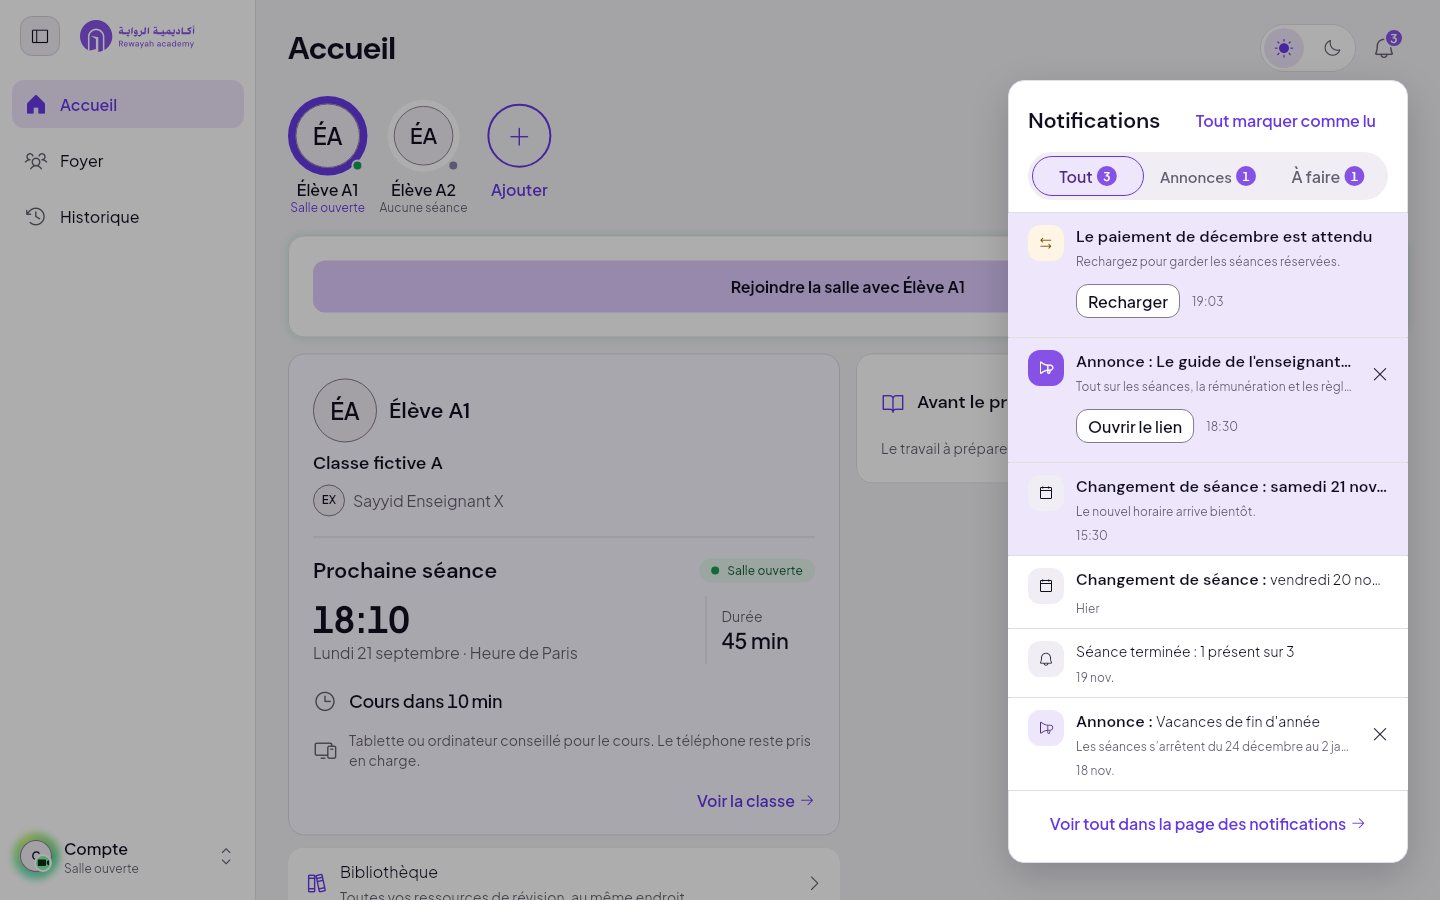 أكاديمية الرواية
Rewayah academy
Accueil
Foyer
Historique
Compte
Salle ouverte
Accueil
3
ÉA
Élève A1
Salle ouverte
ÉA
Élève A2
Aucune séance
Ajouter
Rejoindre la salle avec Élève A1
ÉA
Élève A1
Classe fictive A
EX
Sayyid Enseignant X
Prochaine séance
Salle ouverte
18:10
Lundi 21 septembre · Heure de Paris
Durée
45 min
Cours dans 10 min
Tablette ou ordinateur conseillé pour le cours. Le téléphone reste pris
en charge.
Voir la classe
Bibliothèque
Toutes vos ressources de révision, au même endroit
Avant le pr
Le travail à prépare
Notifications
Tout marquer comme lu
Tout 3
Annonces 1
À faire 1
Le paiement de décembre est attendu
Rechargez pour garder les séances réservées.
Recharger
19:03
Annonce : Le guide de l'enseignant…
Tout sur les séances, la rémunération et les règl…
Ouvrir le lien
18:30
Changement de séance : samedi 21 nov…
Le nouvel horaire arrive bientôt.
15:30
Changement de séance : vendredi 20 no…
Hier
Séance terminée : 1 présent sur 3
19 nov.
Annonce : Vacances de fin d'année
Les séances s'arrêtent du 24 décembre au 2 ja…
18 nov.
Voir tout dans la page des notifications